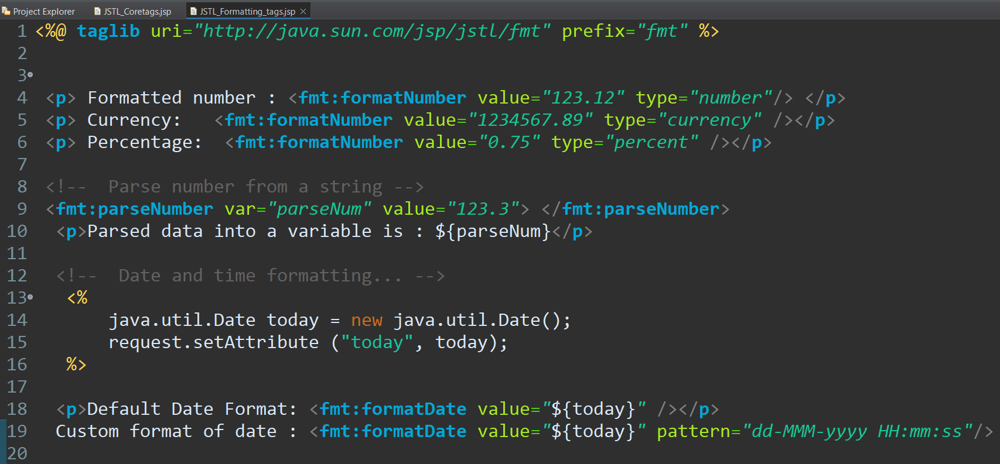 Project Explorer JSTL_Coretags.jsp JSTL_Formatting_tags.jsp
1 <%@ taglib uri="http://java.sun.com/jsp/jstl/fmt" prefix="fmt" %>
2
3
4 <p> Formatted number : <fmt:formatNumber value="123.12" type="number"/> </p>
5 <p> Currency:   <fmt:formatNumber value="1234567.89" type="currency" /></p>
6 <p> Percentage:  <fmt:formatNumber value="0.75" type="percent" /></p>
7
8 <!--  Parse number from a string -->
9 <fmt:parseNumber var="parseNum" value="123.3"> </fmt:parseNumber>
10 <p>Parsed data into a variable is : ${parseNum}</p>
11
12 <!--  Date and time formatting... -->
13 <%
14 java.util.Date today = new java.util.Date();
15 request.setAttribute ("today", today);
16 %>
17
18 <p>Default Date Format: <fmt:formatDate value="${today}" /></p>
19 Custom format of date : <fmt:formatDate value="${today}" pattern="dd-MMM-yyyy HH:mm:ss"/>
20